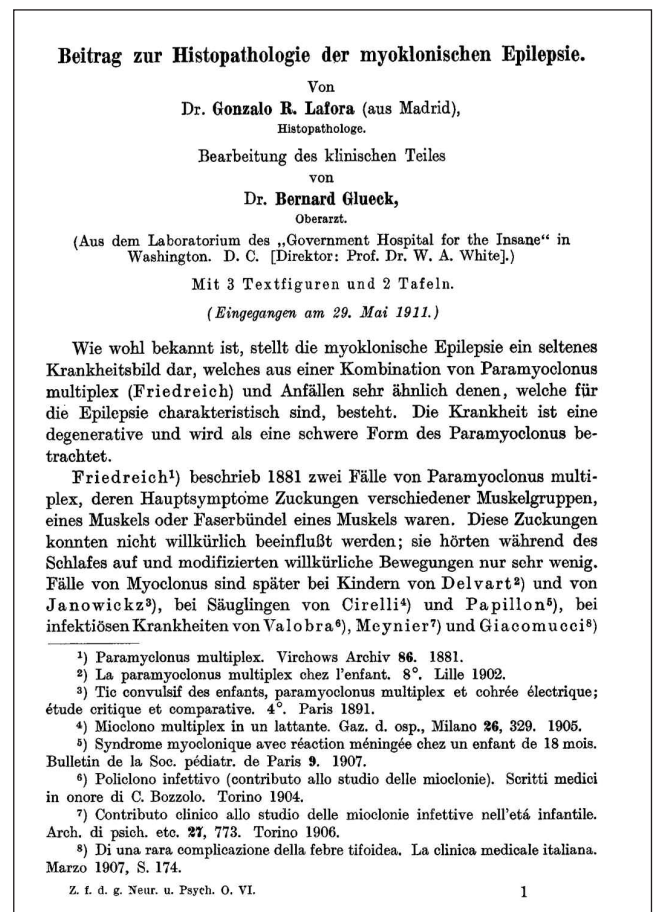 Beitrag zur Histopathologie der myoklonischen Epilepsie.
Von
Dr. Gonzalo R. Lafora (aus Madrid),
Histopathologe.
Bearbeitung des klinischen Teiles
von
Dr. Bernard Glueck,
Oberarzt.
(Aus dem Laboratorium des „Government Hospital for the Insane“ in
Washington. D. C. [Direktor: Prof. Dr. W. A. White].)
Mit 3 Textfiguren und 2 Tafeln.
(Eingegangen am 29. Mai 1911.)
Wie wohl bekannt ist, stellt die myoklonische Epilepsie ein seltenes
Krankheitsbild dar, welches aus einer Kombination von Paramyoclonus
multiplex (Friedreich) und Anfällen sehr ähnlich denen, welche für
die Epilepsie charakteristisch sind, besteht. Die Krankheit ist eine
degenerative und wird als eine schwere Form des Paramyoclonus be-
trachtet.
Friedreich¹) beschrieb 1881 zwei Fälle von Paramyoclonus multi-
plex, deren Hauptsymptome Zuckungen verschiedener Muskelgruppen,
eines Muskels oder Faserbündel eines Muskels waren. Diese Zuckungen
konnten nicht willkürlich beeinflußt werden; sie hörten während des
Schlafes auf und modifizierten willkürliche Bewegungen nur sehr wenig.
Fälle von Myoclonus sind später bei Kindern von Delvart²) und von
Janowickz³), bei Säuglingen von Cirelli⁴) und Papillon⁵), bei
infektiösen Krankheiten von Valobra⁶), Meynier⁷) und Giacomucci⁸)
¹) Paramyclonus multiplex. Virchows Archiv 86. 1881.
²) La paramyoclonus multiplex chez l'enfant. 8°. Lille 1902.
³) Tic convulsif des enfants, paramyoclonus multiplex et cohrée électrique;
étude critique et comparative. 4°. Paris 1891.
⁴) Mioclono multiplex in un lattante. Gaz. d. osp., Milano 26, 329. 1905.
⁵) Syndrome myoclonique avec réaction méningée chez un enfant de 18 mois.
Bulletin de la Soc. pédiatr. de Paris 9. 1907.
⁶) Policlono infettivo (contributo allo studio delle mioclonie). Scritti medici
in onore di C. Bozzolo. Torino 1904.
⁷) Contributo clinico allo studio delle mioclonie infettive nell'etá infantile.
Arch. di psich. etc. 27, 773. Torino 1906.
⁸) Di una rara complicazione della febre tifoidea. La clinica medicale italiana.
Marzo 1907, S. 174.
Z. f. d. g. Neur. u. Psych. O. VI. 1